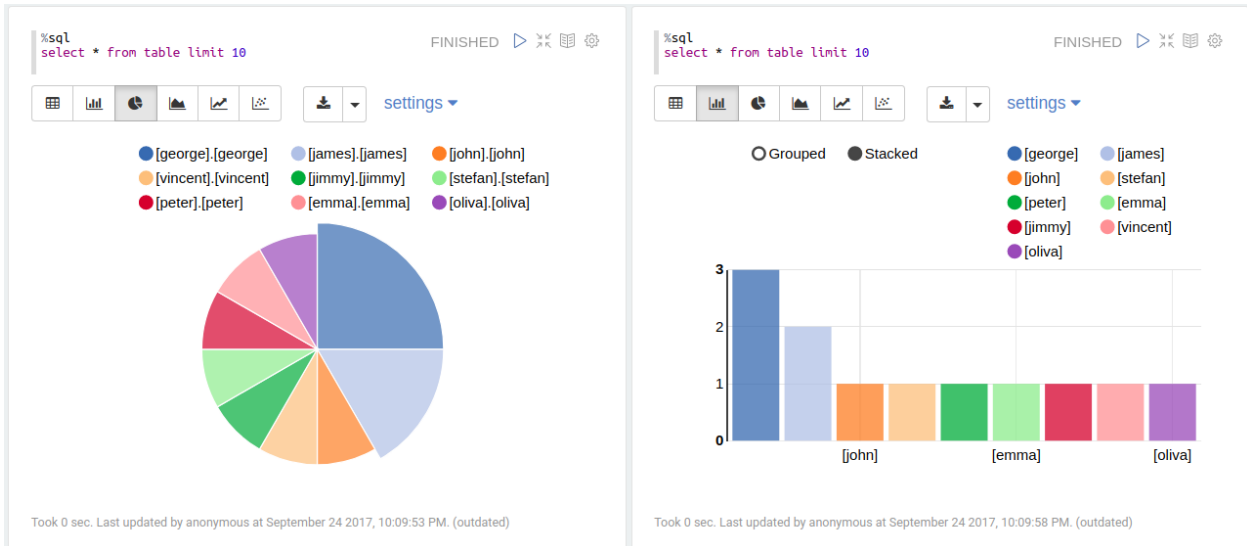 %sql
select * from table limit 10
FINISHED
settings
[george].[george] [james].[james] [john].[john]
[vincent].[vincent] [jimmy].[jimmy] [stefan].[stefan]
[peter].[peter] [emma].[emma] [oliva].[oliva]
Took 0 sec. Last updated by anonymous at September 24 2017, 10:09:53 PM. (outdated)
%sql
select * from table limit 10
FINISHED
settings
Grouped Stacked
[george] [james]
[john] [stefan]
[peter] [emma]
[jimmy] [vincent]
[oliva]
3
2
1
0
[john] [emma] [oliva]
Took 0 sec. Last updated by anonymous at September 24 2017, 10:09:58 PM. (outdated)